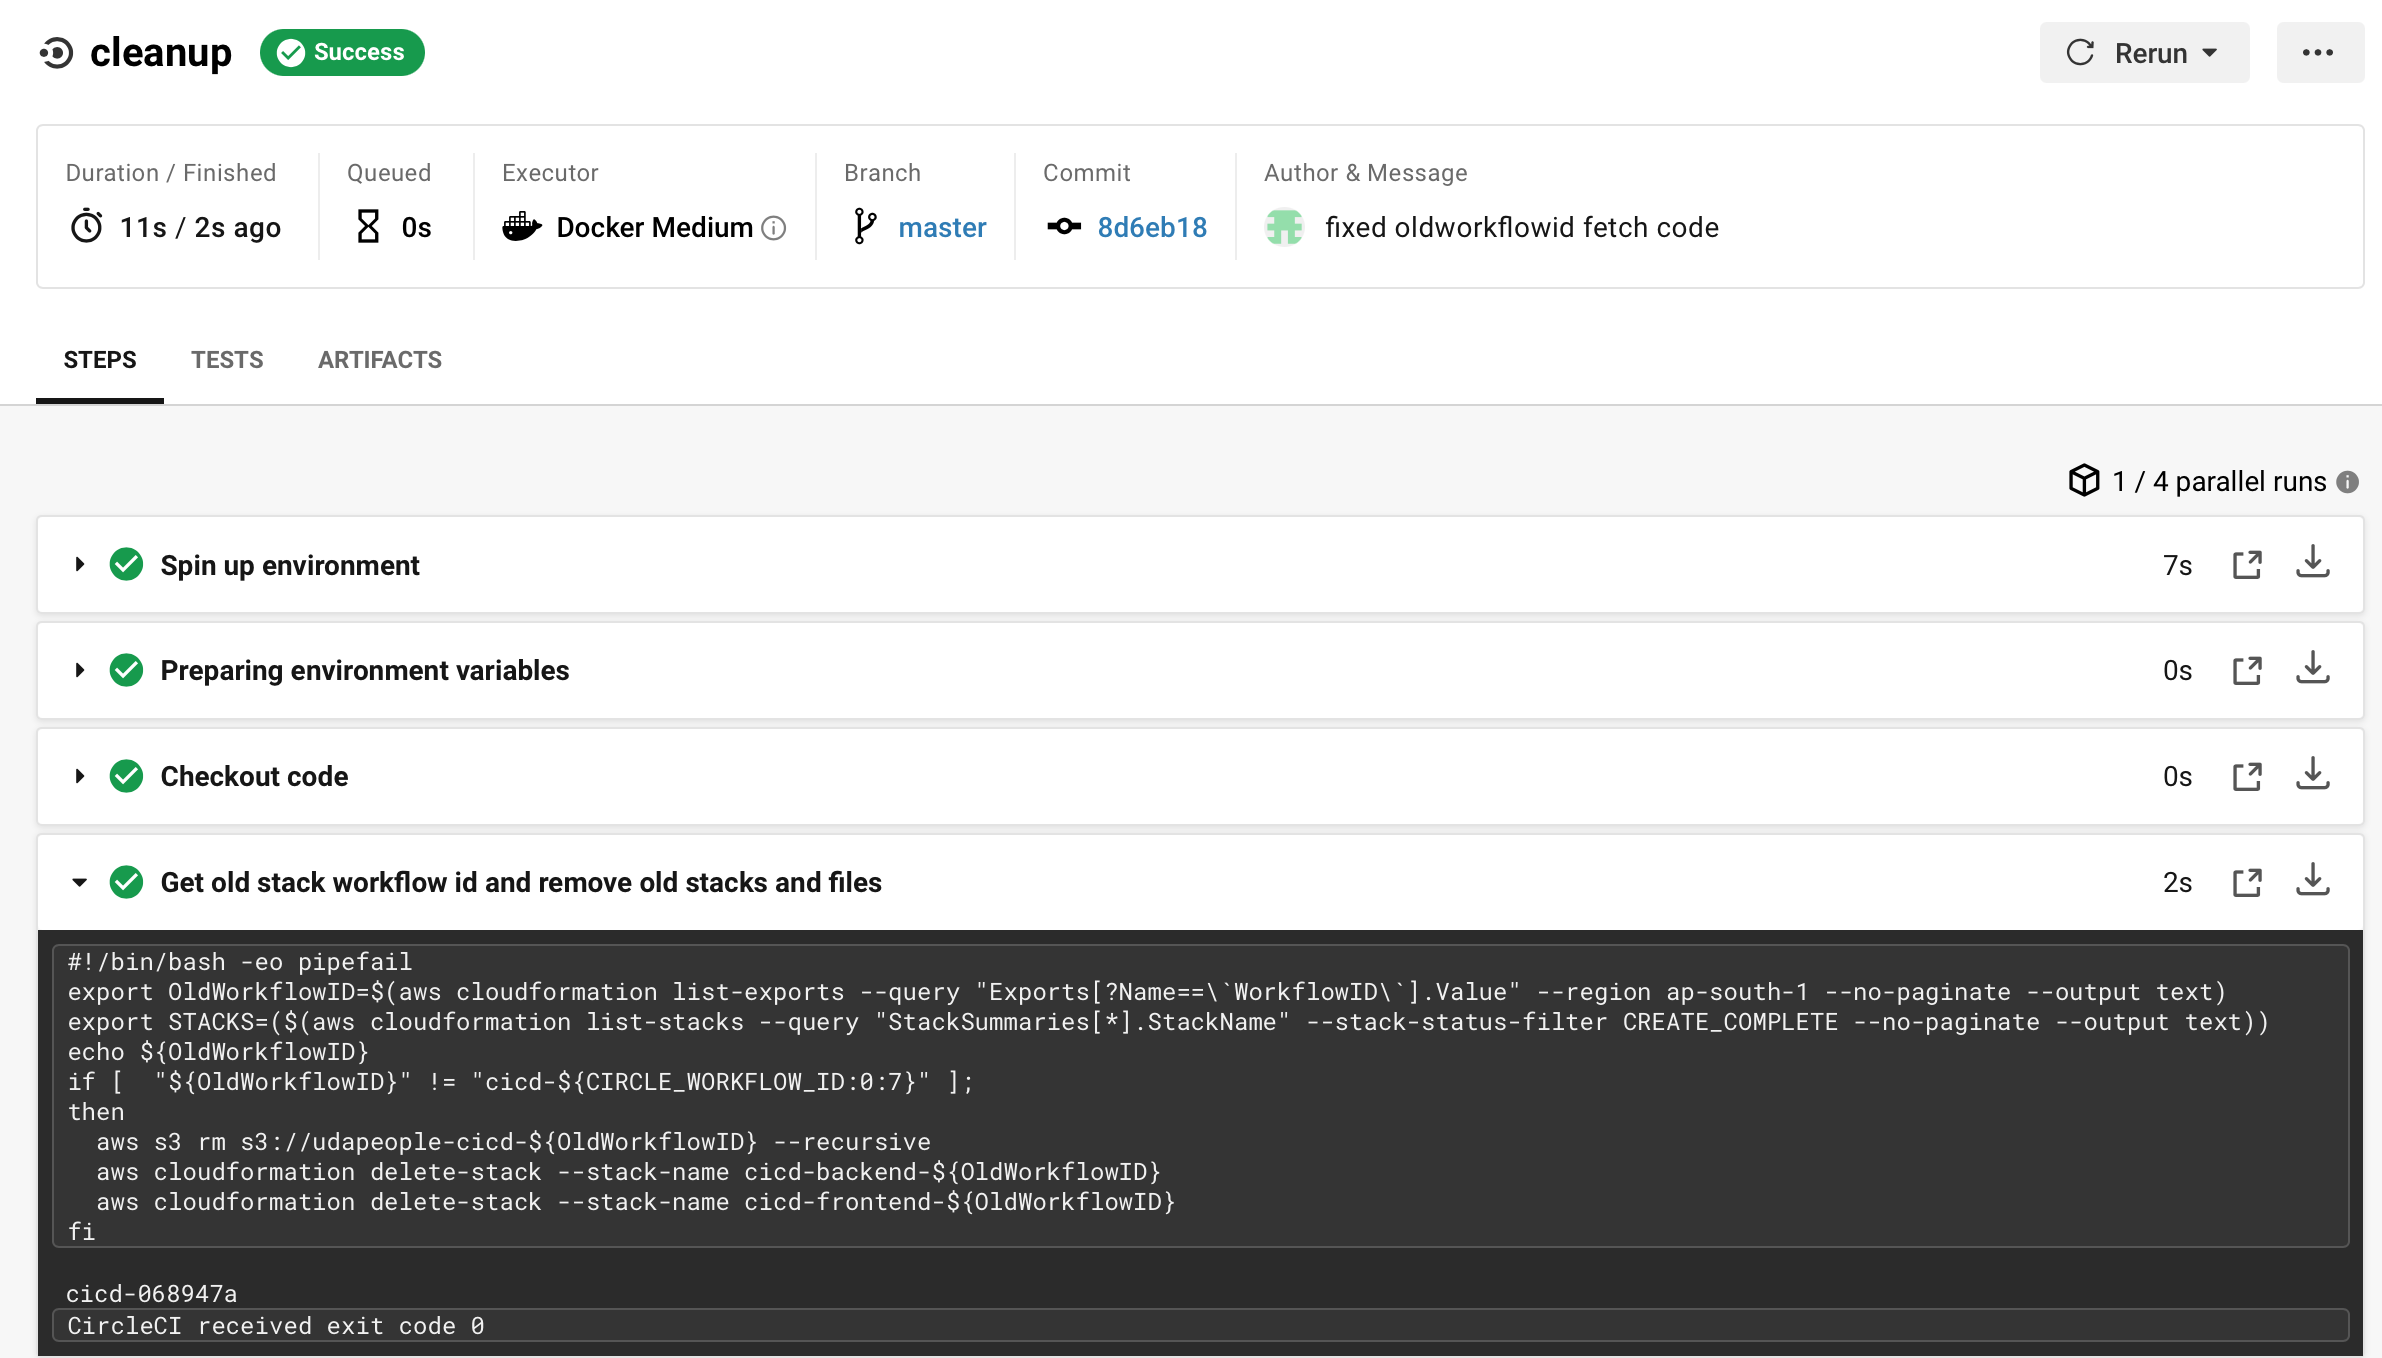 cleanup
Success
Rerun
Duration / Finished
11s / 2s ago
Queued
0s
Executor
Docker Medium
Branch
master
Commit
8d6eb18
Author & Message
fixed oldworkflowid fetch code
STEPS TESTS ARTIFACTS
1 / 4 parallel runs
Spin up environment 7s
Preparing environment variables 0s
Checkout code 0s
Get old stack workflow id and remove old stacks and files 2s
#!/bin/bash -eo pipefail
export OldWorkflowID=$(aws cloudformation list-exports --query "Exports[?Name==\`WorkflowID\`].Value" --region ap-south-1 --no-paginate --output text)
export STACKS=($(aws cloudformation list-stacks --query "StackSummaries[*].StackName" --stack-status-filter CREATE_COMPLETE --no-paginate --output text))
echo ${OldWorkflowID}
if [  "${OldWorkflowID}" != "cicd-${CIRCLE_WORKFLOW_ID:0:7}" ];
then
  aws s3 rm s3://udapeople-cicd-${OldWorkflowID} --recursive
  aws cloudformation delete-stack --stack-name cicd-backend-${OldWorkflowID}
  aws cloudformation delete-stack --stack-name cicd-frontend-${OldWorkflowID}
fi
cicd-068947a
CircleCI received exit code 0